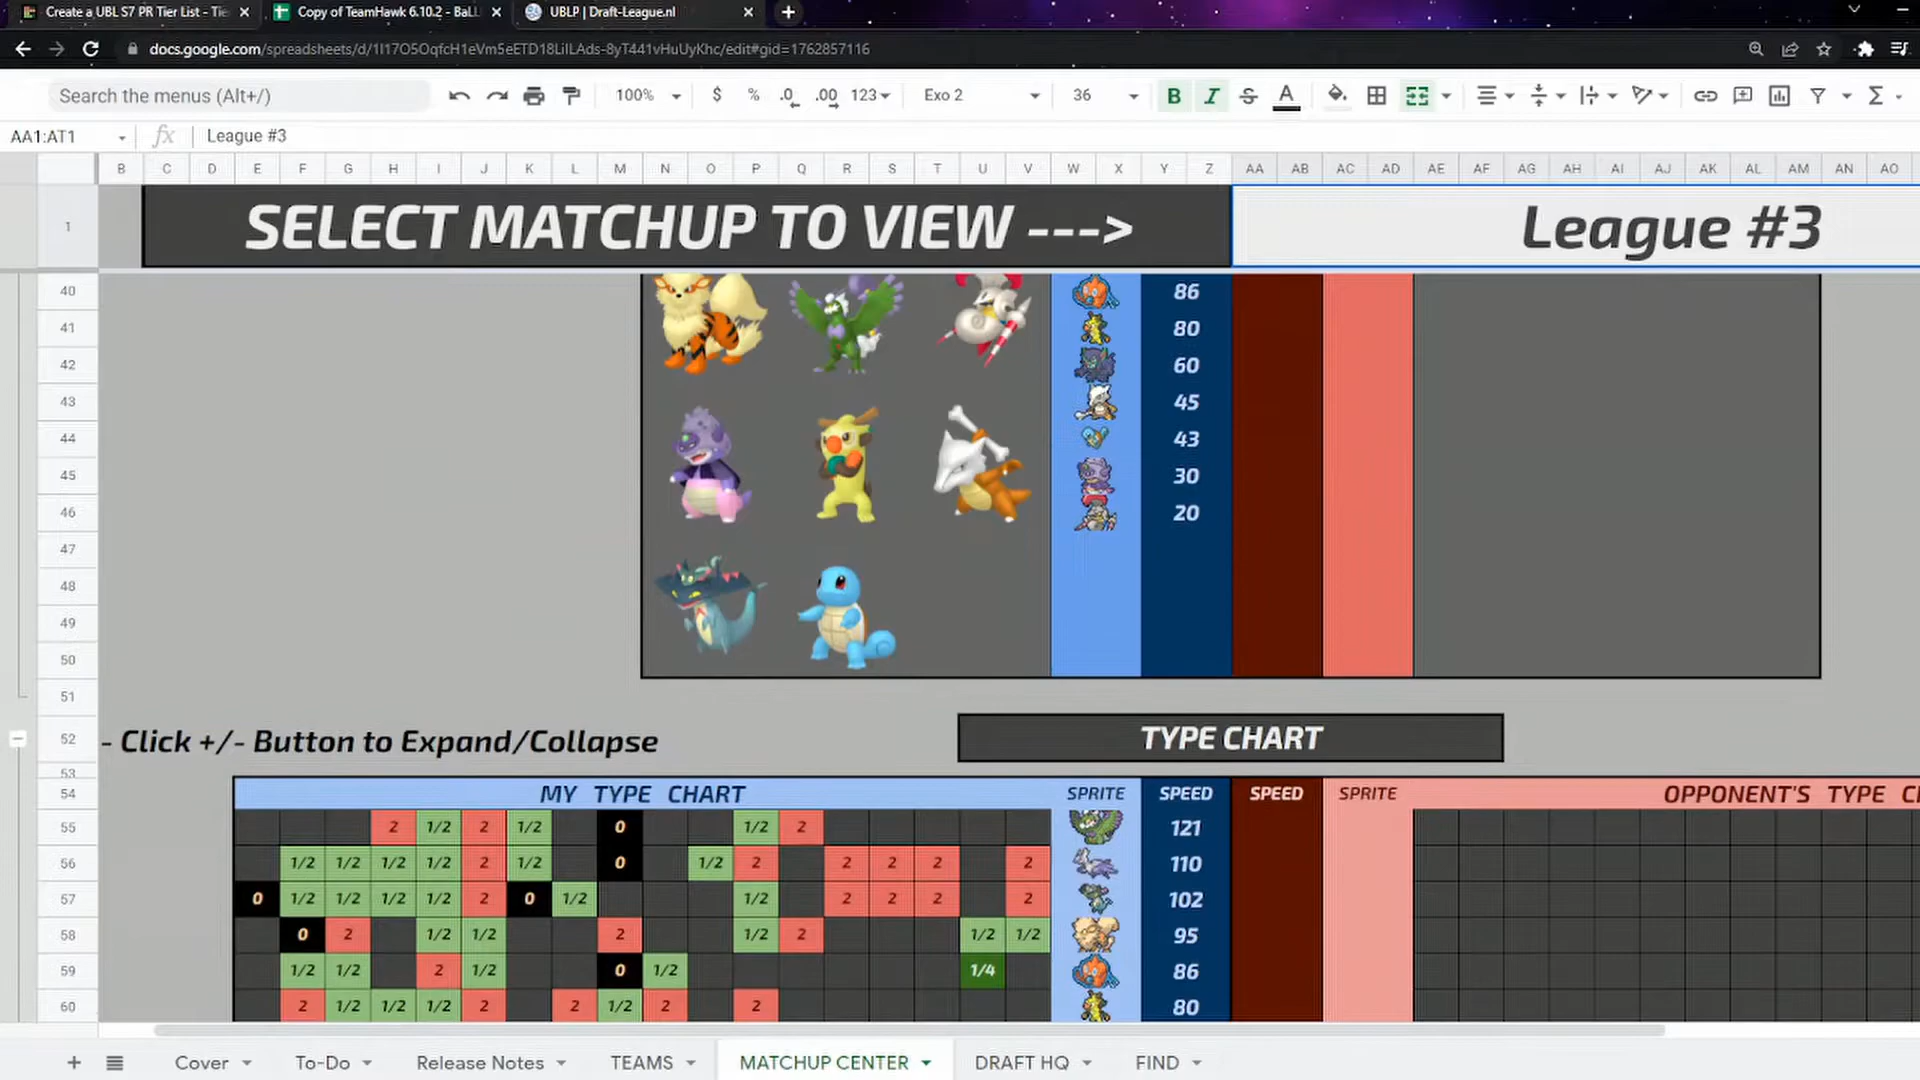 Create a UBL S7 PR Tier List - Tie
Copy of TeamHawk 6.10.2 - BaLL
UBLP | Draft-League.nl
docs.google.com/spreadsheets/d/1I17O5OqfcH1eVm5eETD18LiILAds-8yT441vHuUyKhc/edit#gid=1762857116
Search the menus (Alt+/) 100% $ % .0 .00 123 Exo 2 36 B I S A
AA1:AT1 fx League #3
B C D E F G H I J K L M N O P Q R S T U V W X Y Z AA AB AC AD AE AF AG AH AI AJ AK AL AM AN AO
1 SELECT MATCHUP TO VIEW ---> League #3
40 86
41 80
42 60
43 45
44 43
45 30
46 20
47
48
49
50
51
52 - Click +/- Button to Expand/Collapse TYPE CHART
53
54 MY TYPE CHART SPRITE SPEED SPEED SPRITE OPPONENT'S TYPE C
55 2 1/2 2 1/2 0 1/2 2 121
56 1/2 1/2 1/2 1/2 2 1/2 0 1/2 2 2 2 2 2 110
57 0 1/2 1/2 1/2 1/2 2 0 1/2 1/2 2 2 2 2 102
58 0 2 1/2 1/2 2 1/2 2 1/2 1/2 95
59 1/2 1/2 2 1/2 0 1/2 1/4 86
60 2 1/2 1/2 1/2 2 2 1/2 2 2 80
+ Cover To-Do Release Notes TEAMS MATCHUP CENTER DRAFT HQ FIND